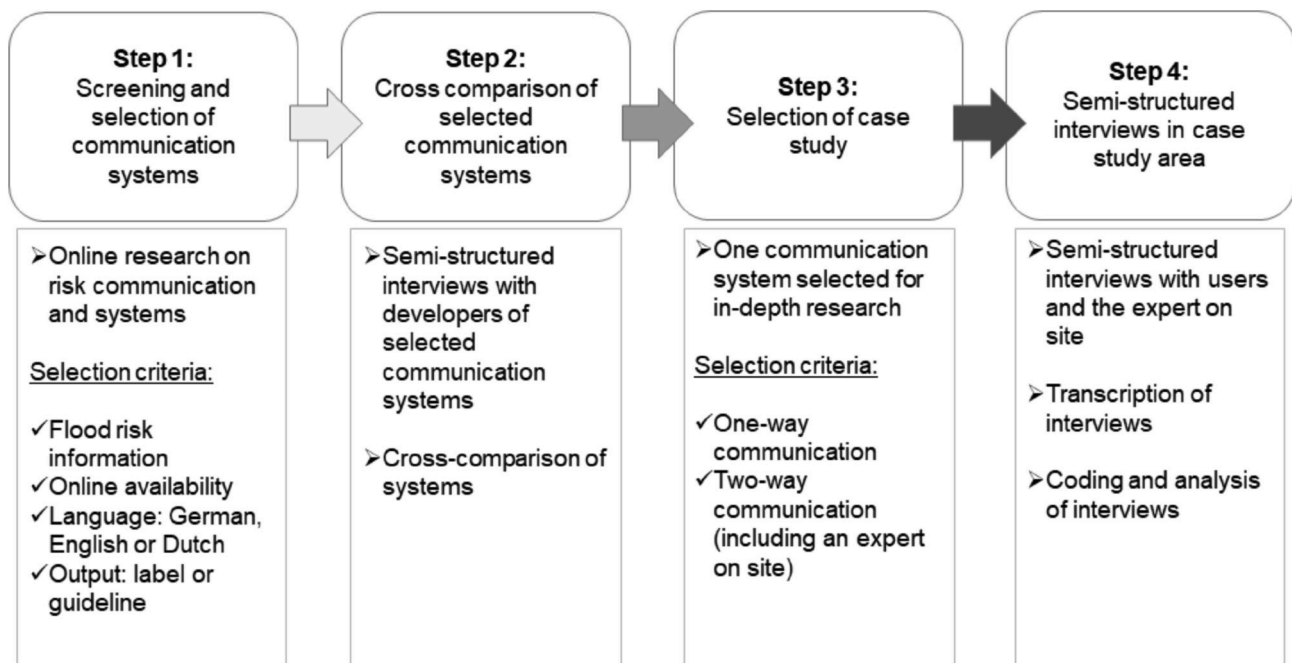 Step 1:
Screening and
selection of
communication
systems
Step 2:
Cross comparison of
selected
communication
systems
Step 3:
Selection of case
study
Step 4:
Semi-structured
interviews in case
study area
➢Online research on
risk communication
and systems
Selection criteria:
✓Flood risk
information
✓Online availability
✓Language: German,
English or Dutch
✓Output: label or
guideline
➢Semi-structured
interviews with
developers of
selected
communication
systems
➢Cross-comparison of
systems
➢One communication
system selected for
in-depth research
Selection criteria:
✓One-way
communication
✓Two-way
communication
(including an expert
on site)
➢Semi-structured
interviews with users
and the expert on
site
➢Transcription of
interviews
➢Coding and analysis
of interviews